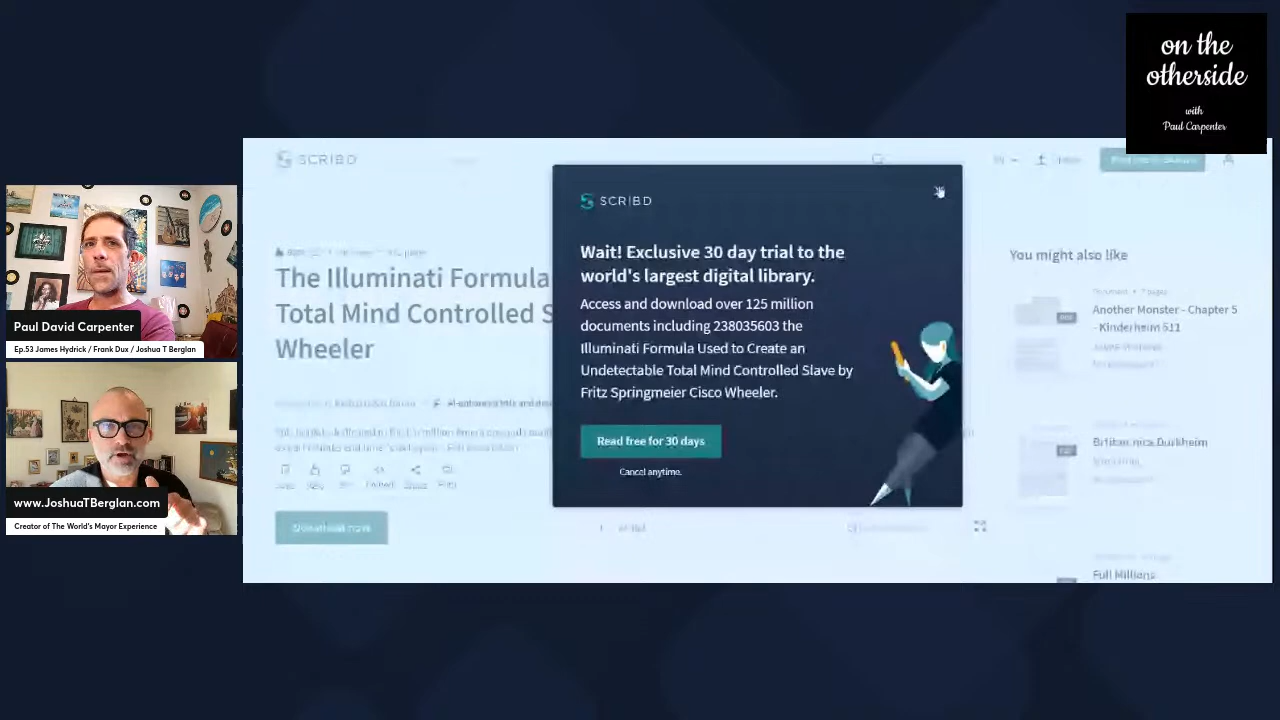 on the
otherside
with
Paul Carpenter
SCRIBD
EN
SCRIBD
Wait! Exclusive 30 day trial to the
world's largest digital library.
Access and download over 125 million
documents including 238035603 the
Illuminati Formula Used to Create an
Undetectable Total Mind Controlled Slave by
Fritz Springmeier Cisco Wheeler.
Read free for 30 days
Cancel anytime.
The Illuminati Formula
Total Mind Controlled S
Wheeler
Download now
You might also like
Another Monster - Chapter 5
- Kinderheim 511
Full Millions
Paul David Carpenter
Ep.53 James Hydrick / Frank Dux / Joshua T Berglan
www.JoshuaTBerglan.com
Creator of The World's Mayor Experience